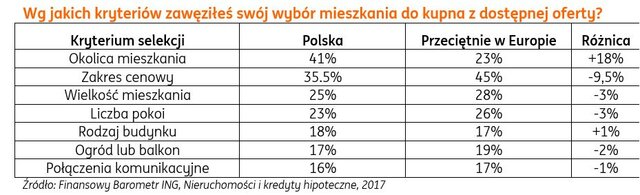 Wg jakich kryteriów zawęziłeś swój wybór mieszkania do kupna z dostępnej oferty?
Kryterium selekcji Polska Przeciętnie w Europie Różnica
Okolica mieszkania 41% 23% +18%
Zakres cenowy 35.5% 45% -9,5%
Wielkość mieszkania 25% 28% -3%
Liczba pokoi 23% 26% -3%
Rodzaj budynku 18% 17% +1%
Ogród lub balkon 17% 19% -2%
Połączenia komunikacyjne 16% 17% -1%
Źródło: Finansowy Barometr ING, Nieruchomości i kredyty hipoteczne, 2017